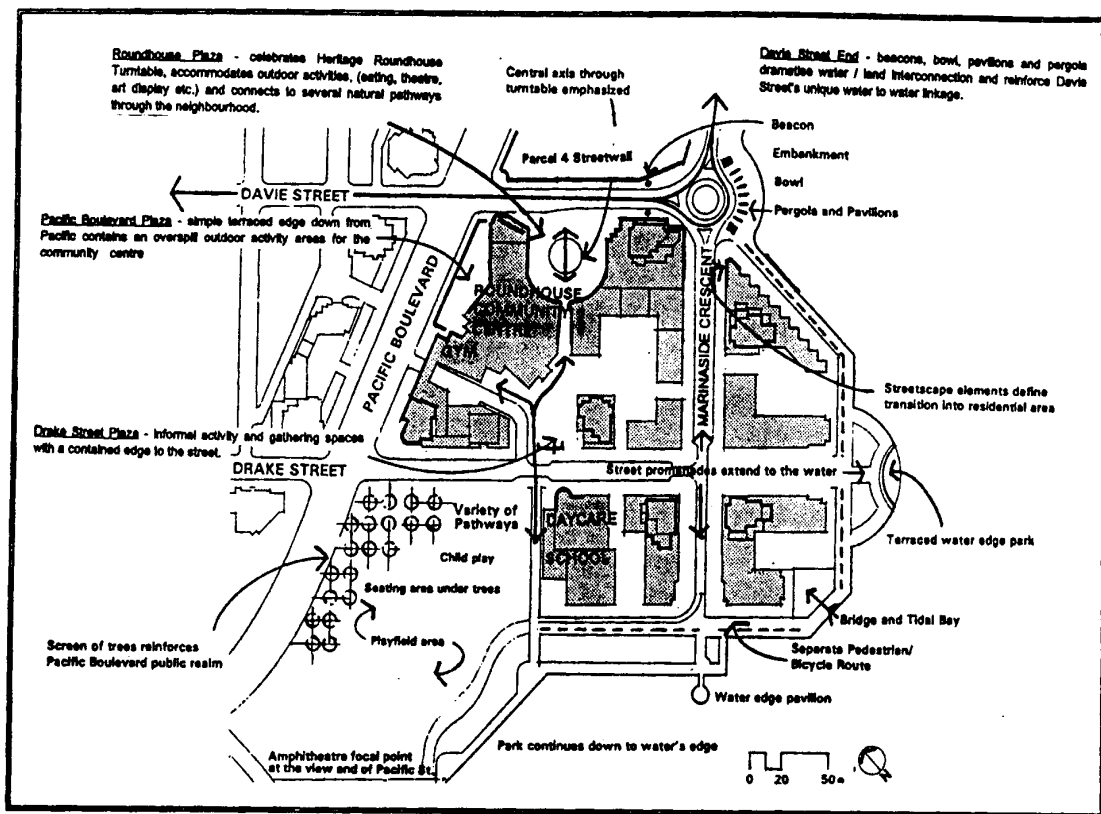 Roundhouse Plaza - celebrates Heritage Roundhouse
Turntable, accommodates outdoor activities, (eating, theatre,
art display etc.) and connects to several natural pathways
through the neighbourhood.
Central axis through
turntable emphasized
Davie Street End - beacons, bowl, pavilions and pergola
dramatise water / land interconnection and reinforce Davie
Street's unique water to water linkage.
Beacon
Embankment
Bowl
Pergola and Pavilions
Parcel 4 Streetwall
DAVIE STREET
Pacific Boulevard Plaza - simple terraced edge down from
Pacific contains an overspill outdoor activity areas for the
community centre
PACIFIC BOULEVARD
ROUNDHOUSE
COMMUNITY
CENTRE
GYM
MARINASIDE CRESCENT
Streetscape elements define
transition into residential area
Drake Street Plaza - informal activity and gathering spaces
with a contained edge to the street.
DRAKE STREET
Street promenades extend to the water
Variety of
Pathways
DAYCARE
SCHOOL
Child play
Seating area under trees
Playfield area
Terraced water edge park
Screen of trees reinforces
Pacific Boulevard public realm
Bridge and Tidal Bay
Separate Pedestrian/
Bicycle Route
Water edge pavilion
Park continues down to water's edge
Amphitheatre focal point
at the view end of Pacific St.
0 20 50m